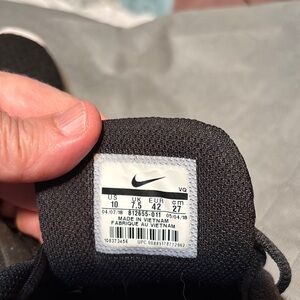 VQ
US UK EUR cm
10 7.5 42 27
04/07/18 812655-011 05/04/18
MADE IN VIETNAM
FABRIQUE AU VIETNAM